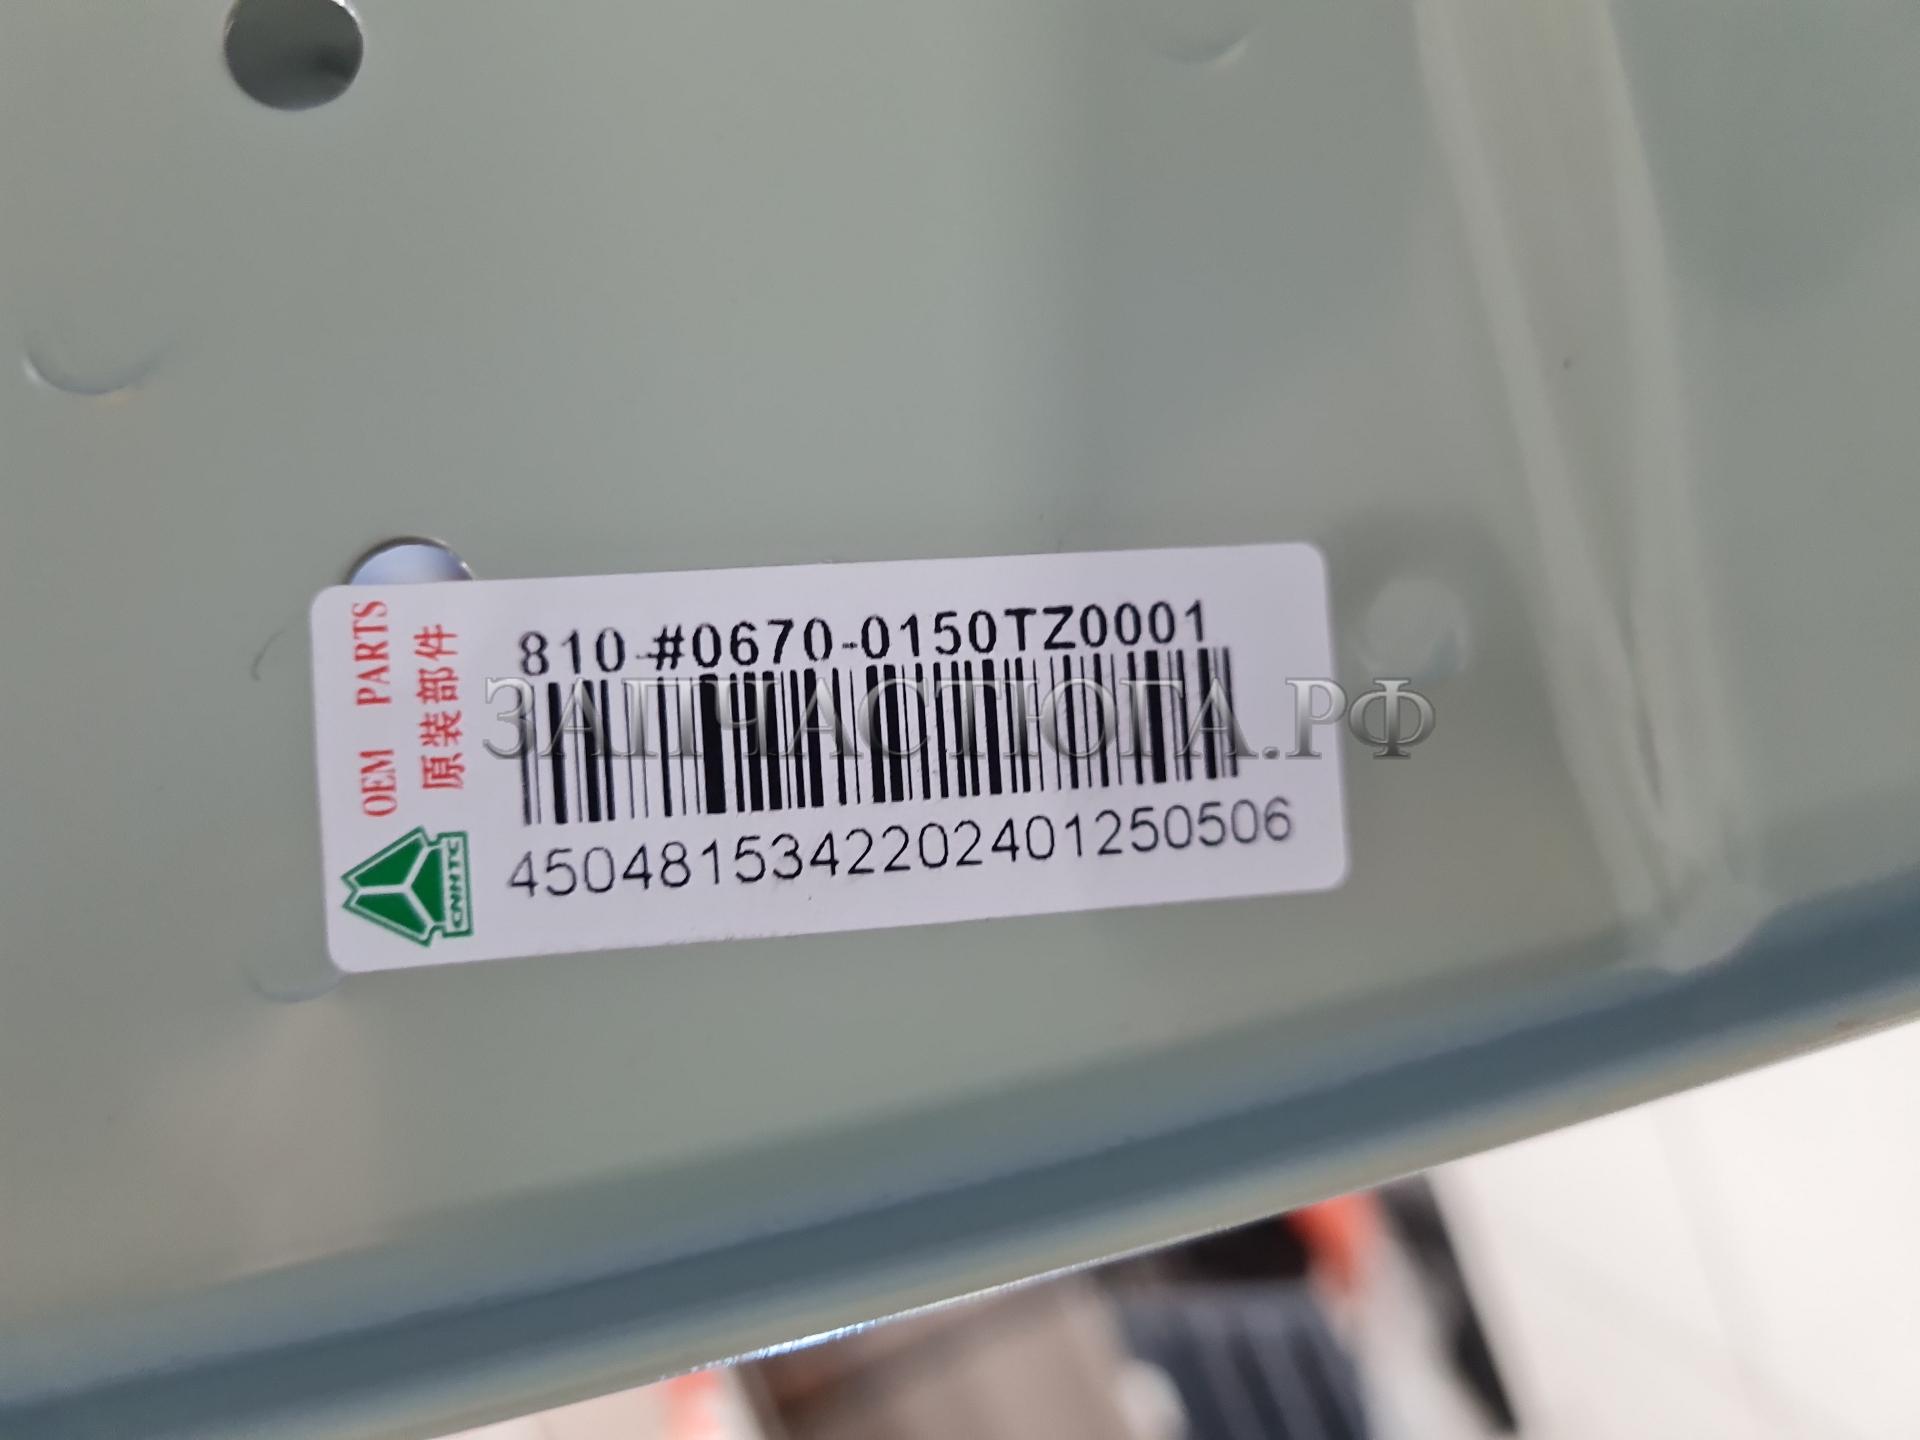 OEM PARTS
原装部件
CNHTC
810-#0670-0150TZ0001
ЗАПЧАСТЮГА.РФ
4504815342202401250506